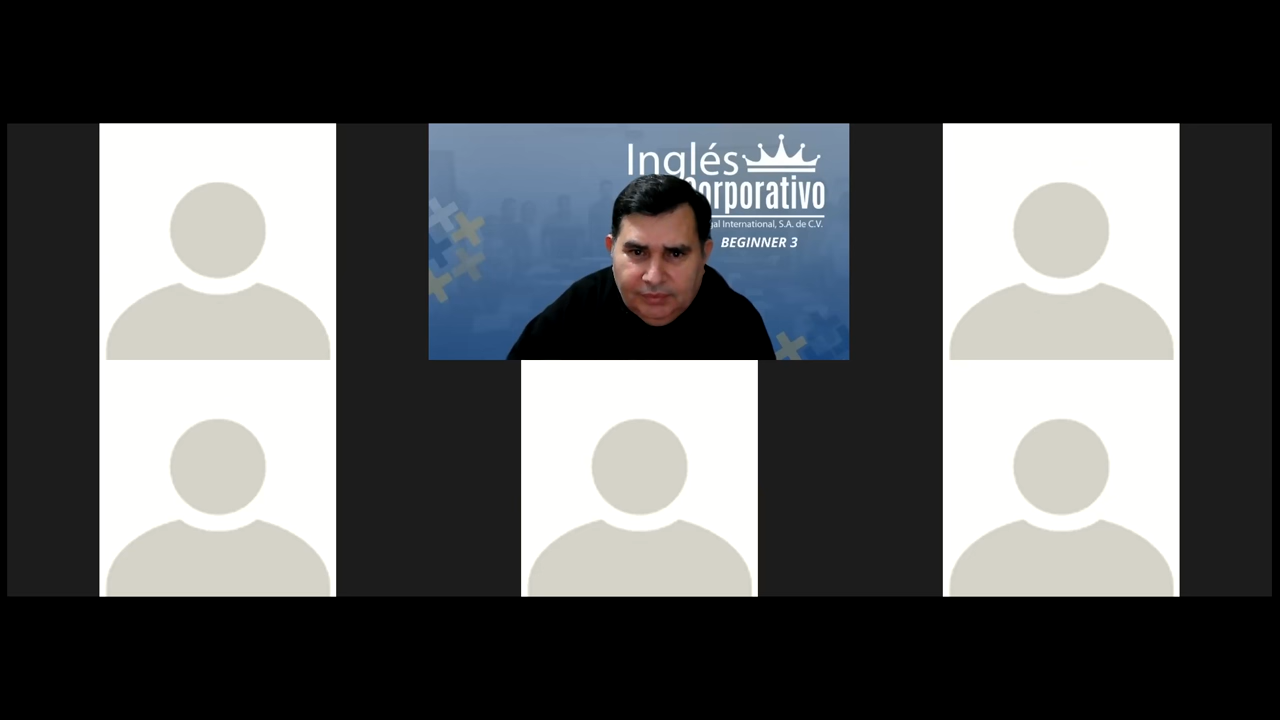 Inglés
Corporativo
International, S.A. de C.V.
BEGINNER 3